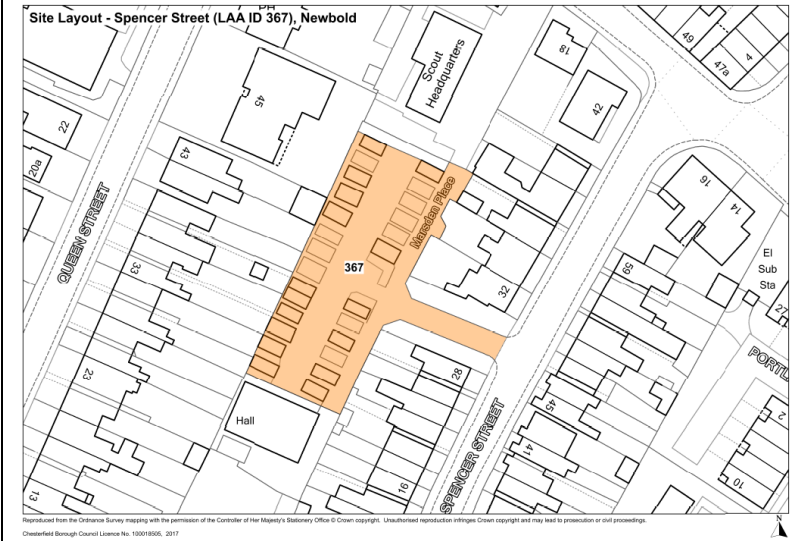 Site Layout - Spencer Street (LAA ID 367), Newbold
PH
45
Scout
Headquarters
18
42
49
47a
4
22
20a
43
QUEEN STREET
33
Marsden Place
367
16
14
El
Sub
Sta
59
32
27
PORTL
23
Hall
28
45
41
SPENCER STREET
2
10
16
13
Reproduced from the Ordnance Survey mapping with the permission of the Controller of Her Majesty's Stationery Office © Crown copyright. Unauthorised reproduction infringes Crown copyright and may lead to prosecution or civil proceedings.
Chesterfield Borough Council Licence No. 100018505, 2017
N